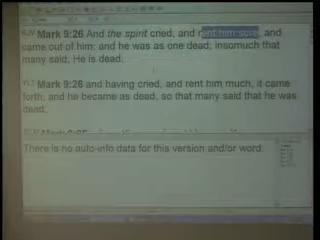 KJV Mark 9:26 And the spirit cried, and rent him sore, and
came out of him: and he was as one dead; insomuch that
many said, He is dead.
YLT Mark 9:26 and having cried, and rent him much, it came
forth, and he became as dead, so that many said that he was
dead.
There is no auto-info data for this version and/or word.